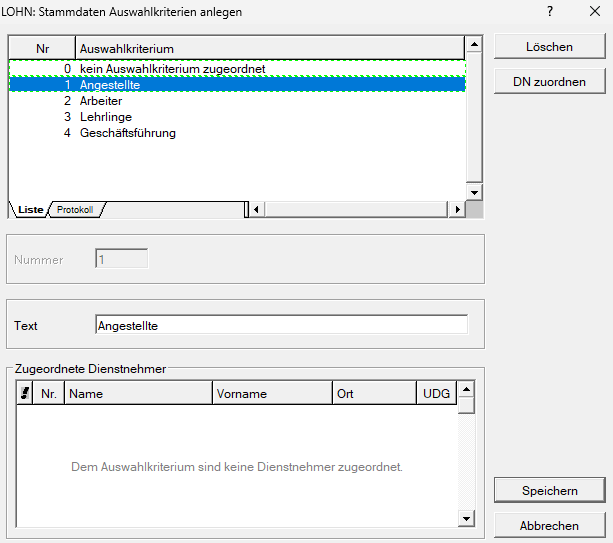 LOHN: Stammdaten Auswahlkriterien anlegen ?
Nr Auswahlkriterium
0 kein Auswahlkriterium zugeordnet
1 Angestellte
2 Arbeiter
3 Lehrlinge
4 Geschäftsführung
Liste Protokoll
Löschen
DN zuordnen
Nummer 1
Text Angestellte
Zugeordnete Dienstnehmer
! Nr. Name Vorname Ort UDG
Dem Auswahlkriterium sind keine Dienstnehmer zugeordnet.
Speichern
Abbrechen